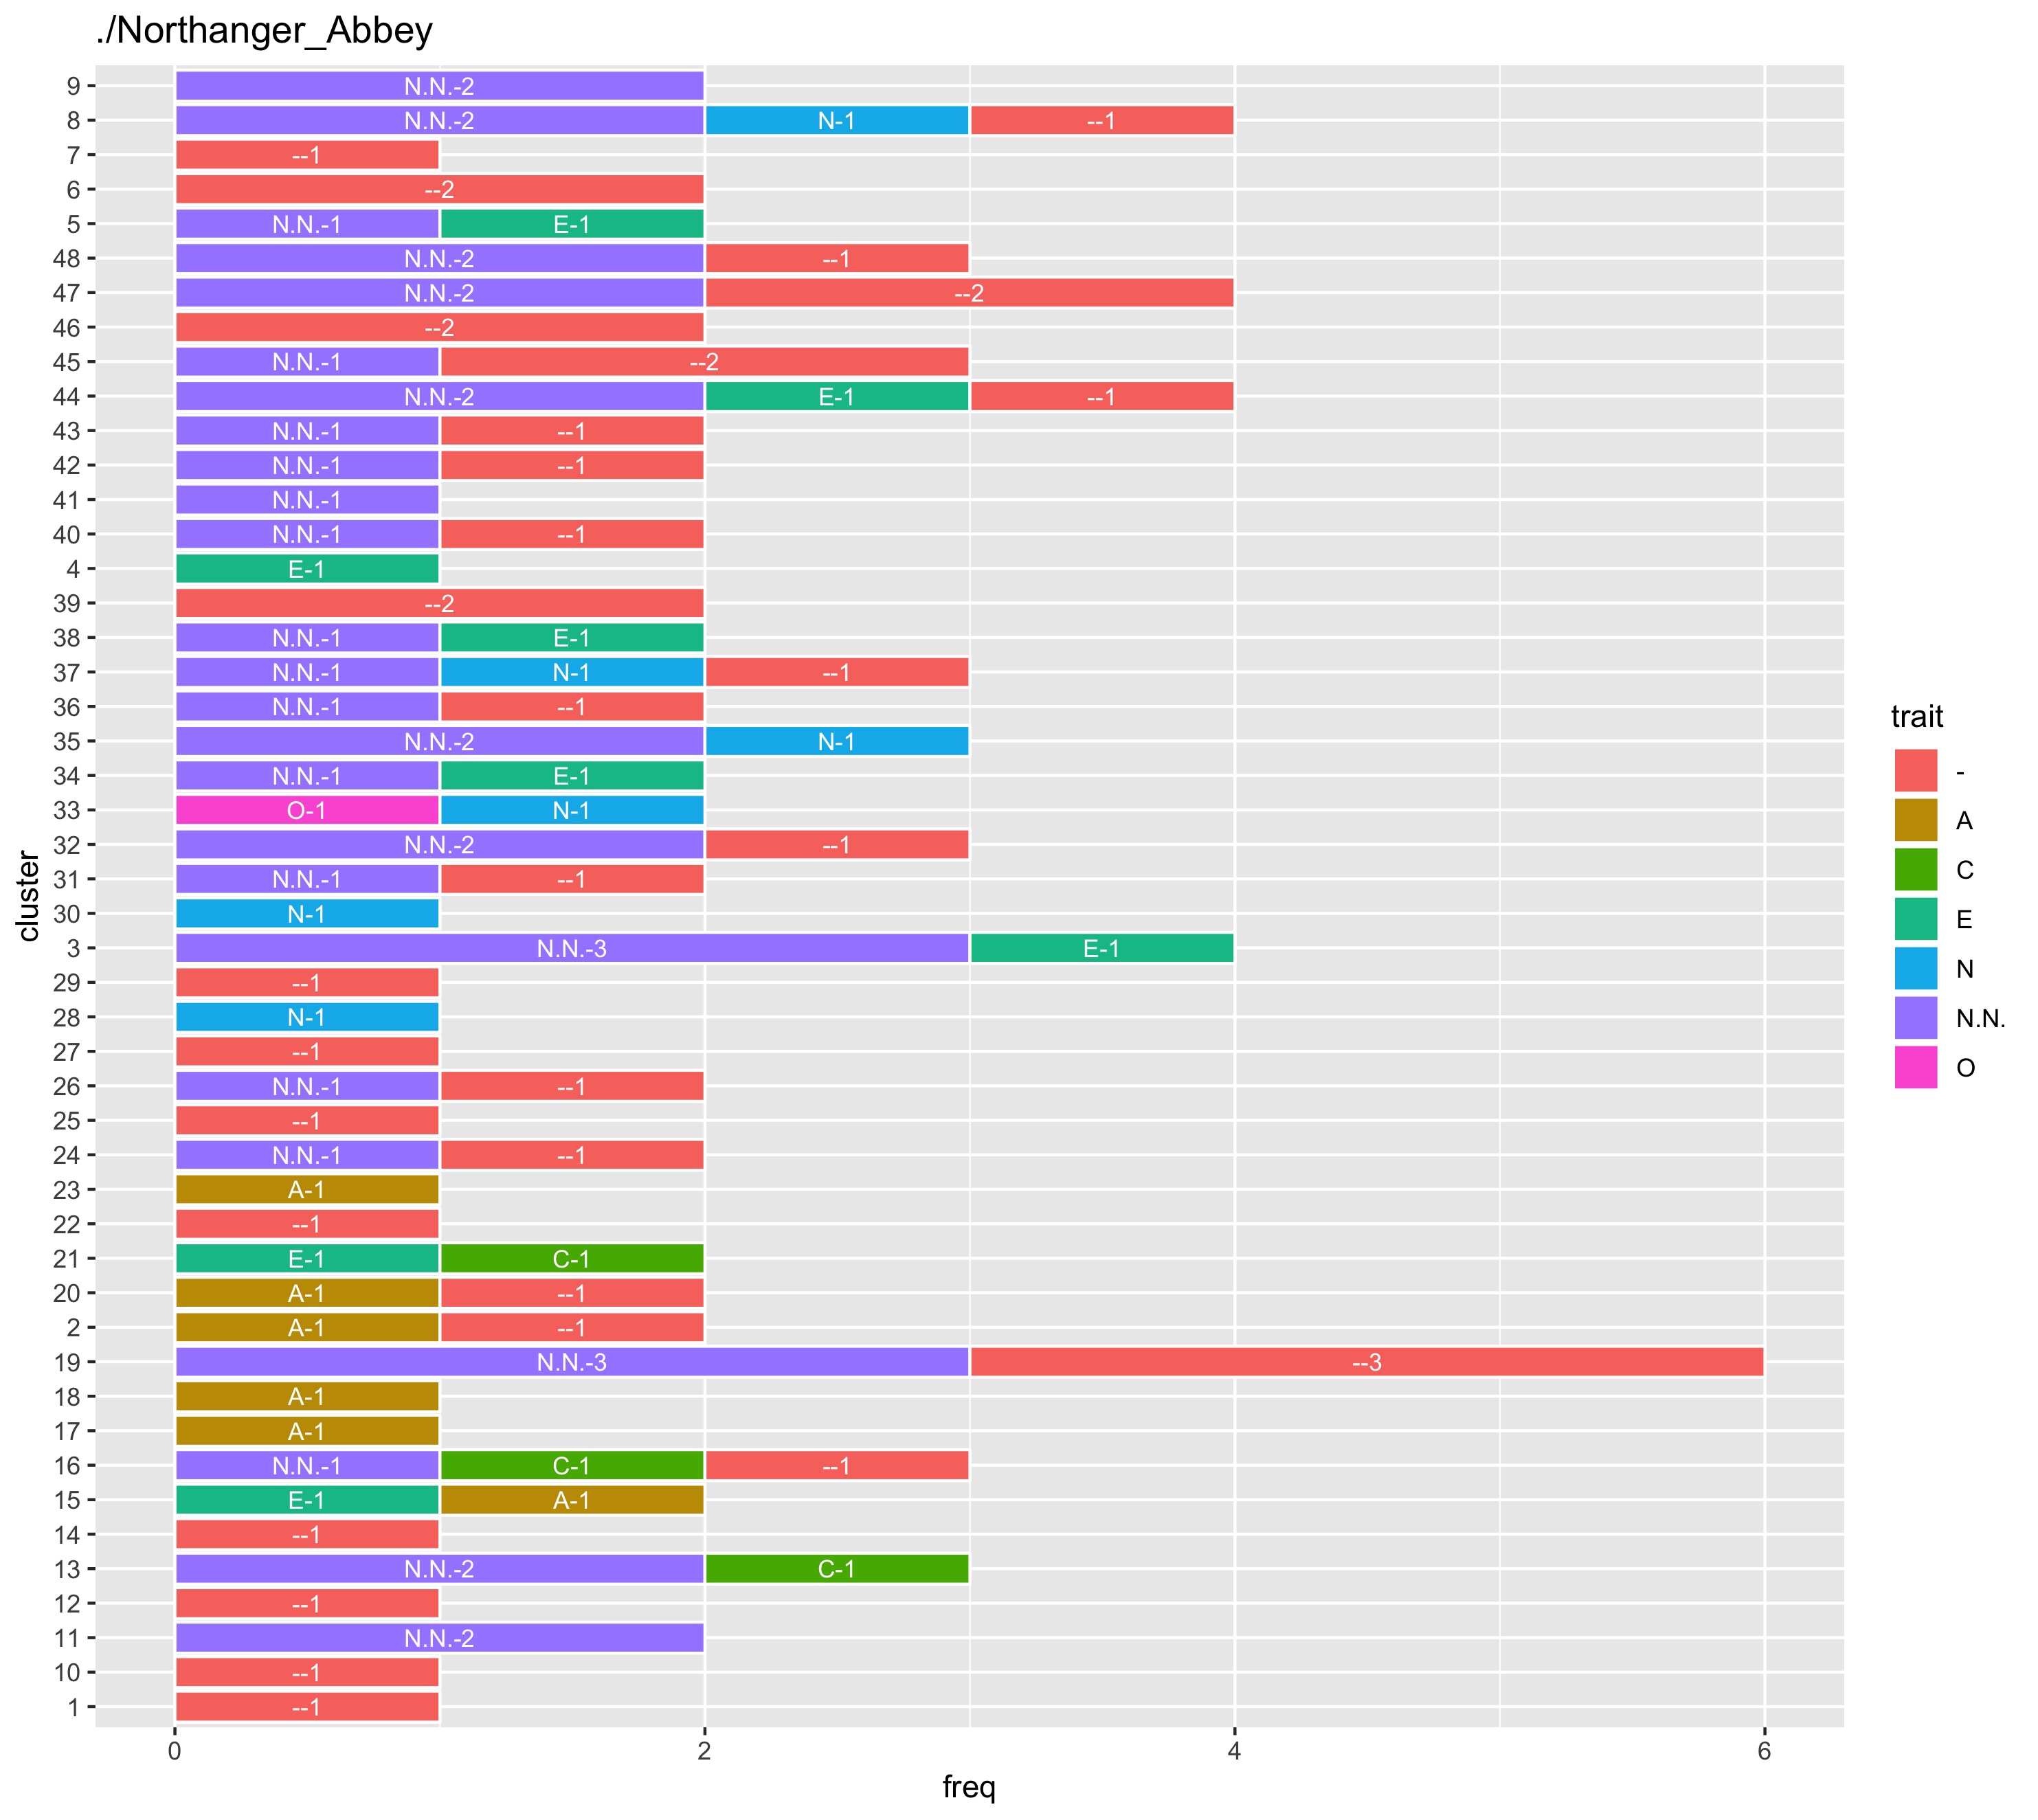 ./Northanger_Abbey
9 N.N.-2
8 N.N.-2 N-1 --1
7 --1
6 --2
5 N.N.-1 E-1
48 N.N.-2 --1
47 N.N.-2 --2
46 --2
45 N.N.-1 --2
44 N.N.-2 E-1 --1
43 N.N.-1 --1
42 N.N.-1 --1
41 N.N.-1
40 N.N.-1 --1
4 E-1
39 --2
38 N.N.-1 E-1
37 N.N.-1 N-1 --1
36 N.N.-1 --1
35 N.N.-2 N-1
34 N.N.-1 E-1
33 O-1 N-1
32 N.N.-2 --1
31 N.N.-1 --1
30 N-1
3 N.N.-3 E-1
29 --1
28 N-1
27 --1
26 N.N.-1 --1
25 --1
24 N.N.-1 --1
23 A-1
22 --1
21 E-1 C-1
20 A-1 --1
2 A-1 --1
19 N.N.-3 --3
18 A-1
17 A-1
16 N.N.-1 C-1 --1
15 E-1 A-1
14 --1
13 N.N.-2 C-1
12 --1
11 N.N.-2
10 --1
1 --1
0 2 4 6
freq
cluster
trait
-
A
C
E
N
N.N.
O